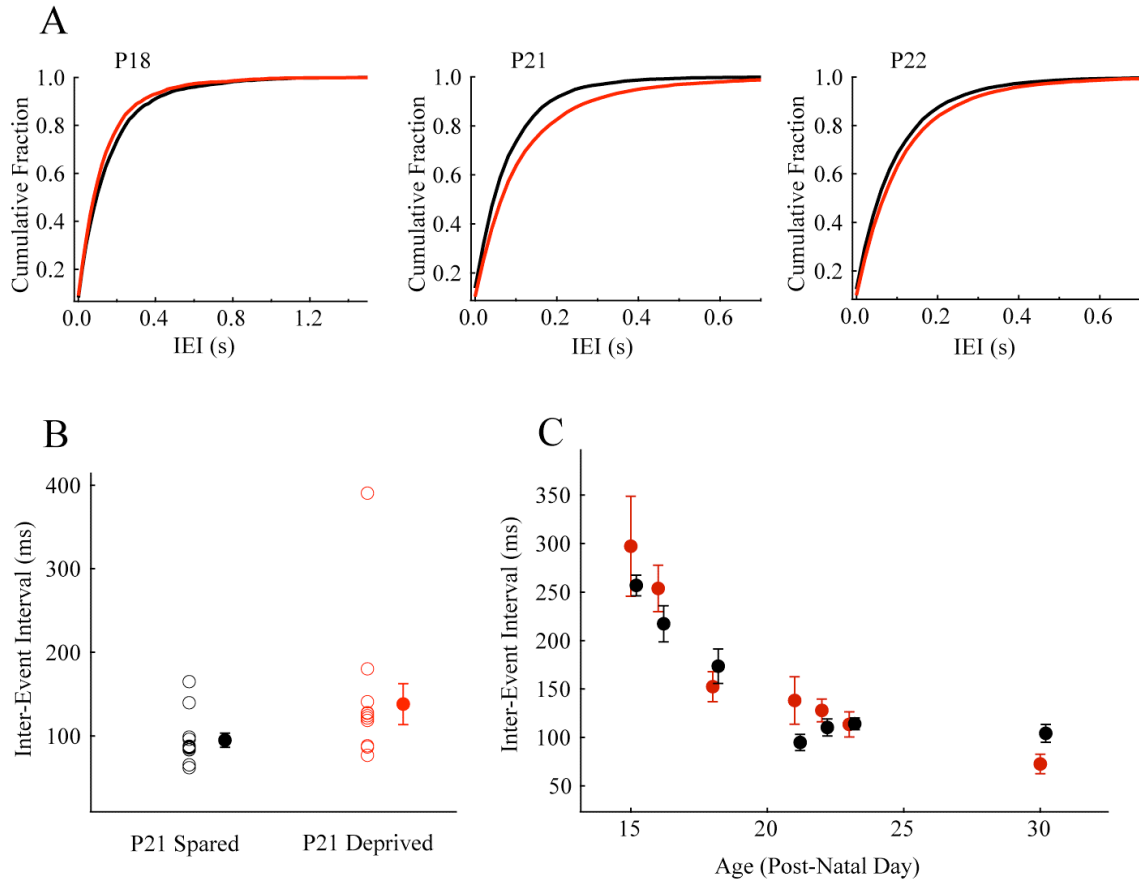 A
P18
P21
P22
1.0
0.8
0.6
0.4
0.2
Cumulative Fraction
0.0 0.4 0.8 1.2
IEI (s)
1.0
0.8
0.6
0.4
0.2
Cumulative Fraction
0.0 0.2 0.4 0.6
IEI (s)
1.0
0.8
0.6
0.4
0.2
Cumulative Fraction
0.0 0.2 0.4 0.6
IEI (s)
B
400
300
200
100
Inter-Event Interval (ms)
P21 Spared P21 Deprived
C
350
300
250
200
150
100
50
Inter-Event Interval (ms)
15 20 25 30
Age (Post-Natal Day)